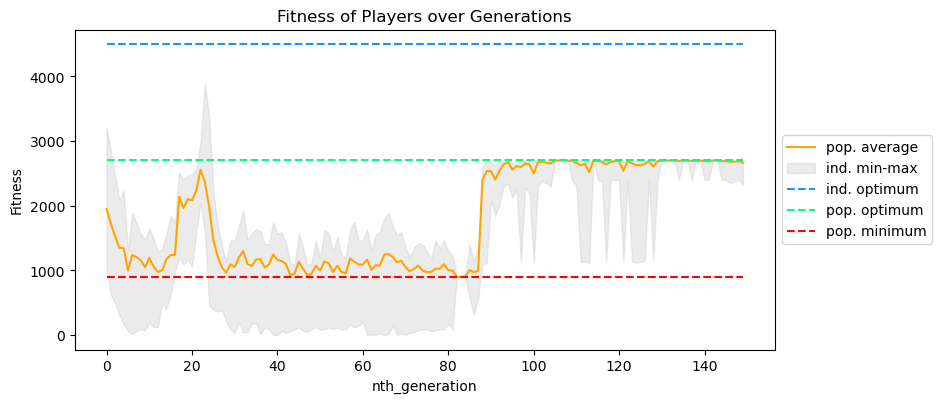 Fitness of Players over Generations
Fitness
4000
3000
2000
1000
0
0 20 40 60 80 100 120 140
nth_generation
pop. average
ind. min-max
ind. optimum
pop. optimum
pop. minimum